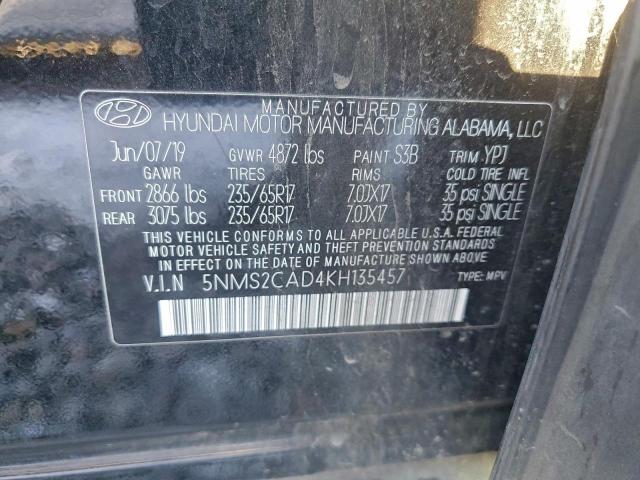 MANUFACTURED BY
HYUNDAI MOTOR MANUFACTURING ALABAMA, LLC
Jun/07/19 GVWR 4872 lbs PAINT S3B TRIM YPJ
GAWR TIRES RIMS COLD TIRE INFL
FRONT 2866 lbs 235/65R17 7.0JX17 35 psi SINGLE
REAR 3075 lbs 235/65R17 7.0JX17 35 psi SINGLE
THIS VEHICLE CONFORMS TO ALL APPLICABLE U.S.A. FEDERAL
MOTOR VEHICLE SAFETY AND THEFT PREVENTION STANDARDS
IN EFFECT ON THE DATE OF MANUFACTURE SHOWN ABOVE.
V.I.N 5NMS2CAD4KH135457 TYPE: MPV